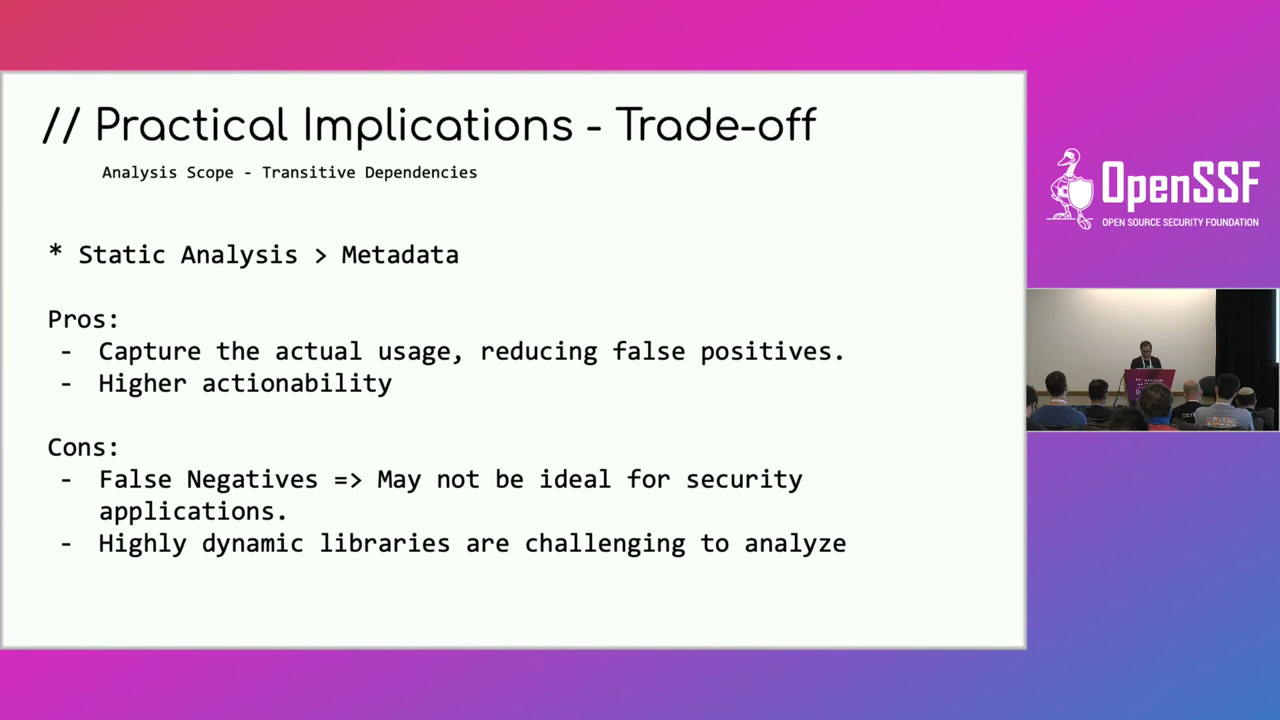 // Practical Implications - Trade-off
Analysis Scope - Transitive Dependencies
* Static Analysis > Metadata
Pros:
- Capture the actual usage, reducing false positives.
- Higher actionability
Cons:
- False Negatives => May not be ideal for security
applications.
- Highly dynamic libraries are challenging to analyze
OpenSSF
OPEN SOURCE SECURITY FOUNDATION